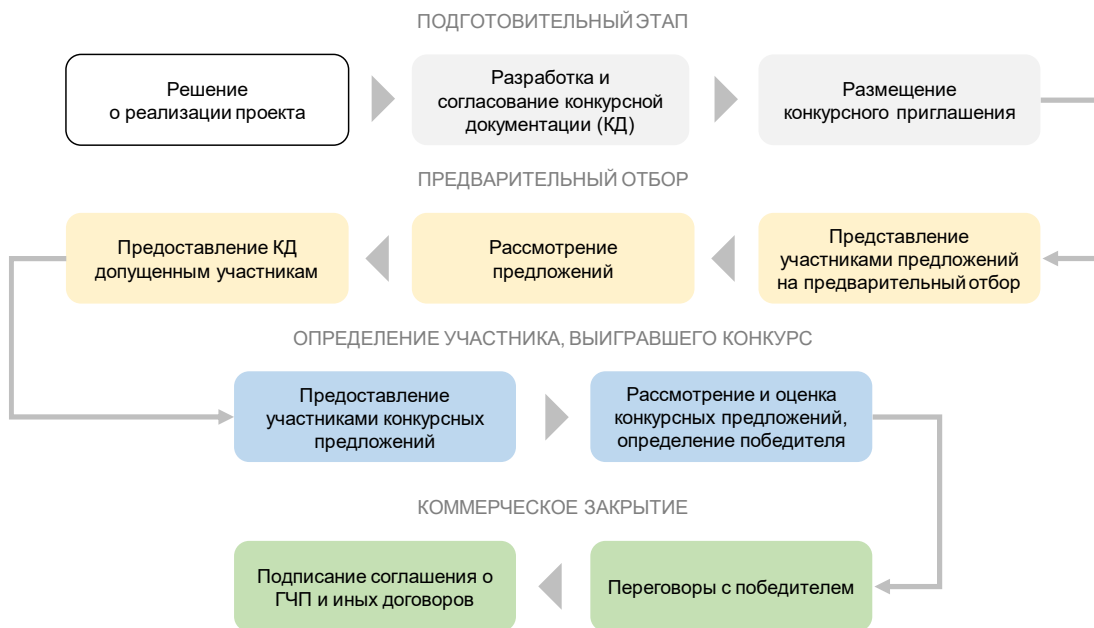 ПОДГОТОВИТЕЛЬНЫЙ ЭТАП
Решение
о реализации проекта
Разработка и
согласование конкурсной
документации (КД)
Размещение
конкурсного приглашения
ПРЕДВАРИТЕЛЬНЫЙ ОТБОР
Представление
участниками предложений
на предварительный отбор
Рассмотрение
предложений
Предоставление КД
допущенным участникам
ОПРЕДЕЛЕНИЕ УЧАСТНИКА, ВЫИГРАВШЕГО КОНКУРС
Предоставление
участниками конкурсных
предложений
Рассмотрение и оценка
конкурсных предложений,
определение победителя
КОММЕРЧЕСКОЕ ЗАКРЫТИЕ
Переговоры с победителем
Подписание соглашения о
ГЧП и иных договоров